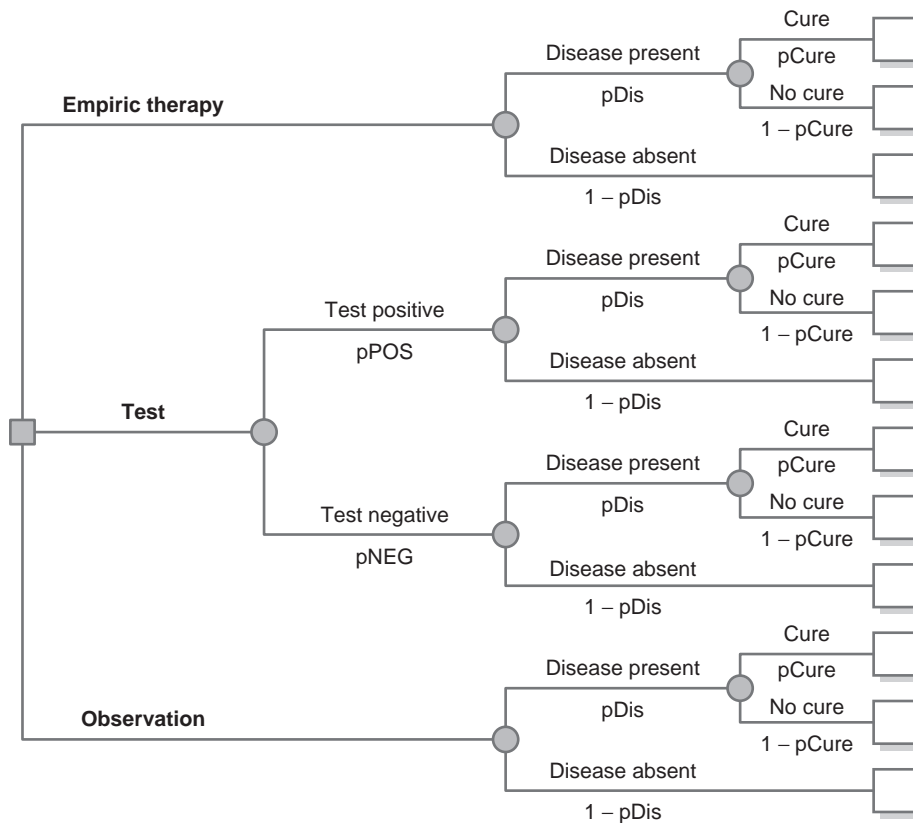 Cure
Disease present
pCure
pDis
No cure
Empiric therapy
1 – pCure
Disease absent
1 – pDis
Cure
Disease present
pCure
pDis
No cure
Test positive
1 – pCure
pPOS
Disease absent
1 – pDis
Test
Cure
Disease present
pCure
pDis
No cure
Test negative
1 – pCure
pNEG
Disease absent
1 – pDis
Cure
Disease present
pCure
pDis
No cure
Observation
1 – pCure
Disease absent
1 – pDis